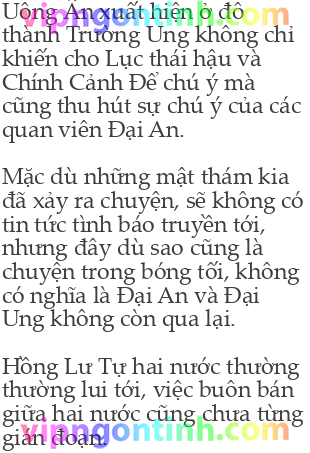 Uông Ấn xuất hiện ở đô
thành Trường Ung không chỉ
khiến cho Lục thái hậu và
Chính Cảnh Đế chú ý mà
cũng thu hút sự chú ý của các
quan viên Đại An.
Mặc dù những mật thám kia
đã xảy ra chuyện, sẽ không có
tin tức tình báo truyền tới,
nhưng đây dù sao cũng là
chuyện trong bóng tối, không
có nghĩa là Đại An và Đại
Ung không còn qua lại.
Hồng Lư Tự hai nước thường
thường lui tới, việc buôn bán
giữa hai nước cũng chưa từng
gián đoạn.
vipngontinh.com
vipngontinh.com